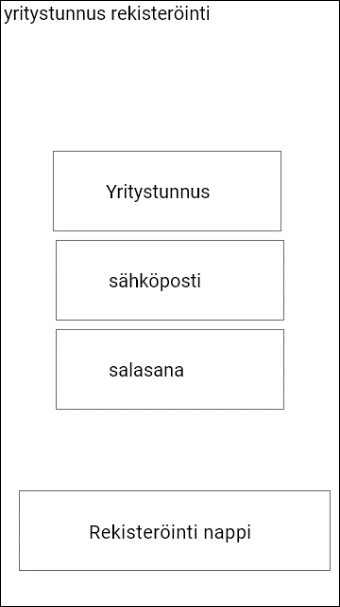 yritystunnus rekisteröinti
Yritystunnus
sähköposti
salasana
Rekisteröinti nappi